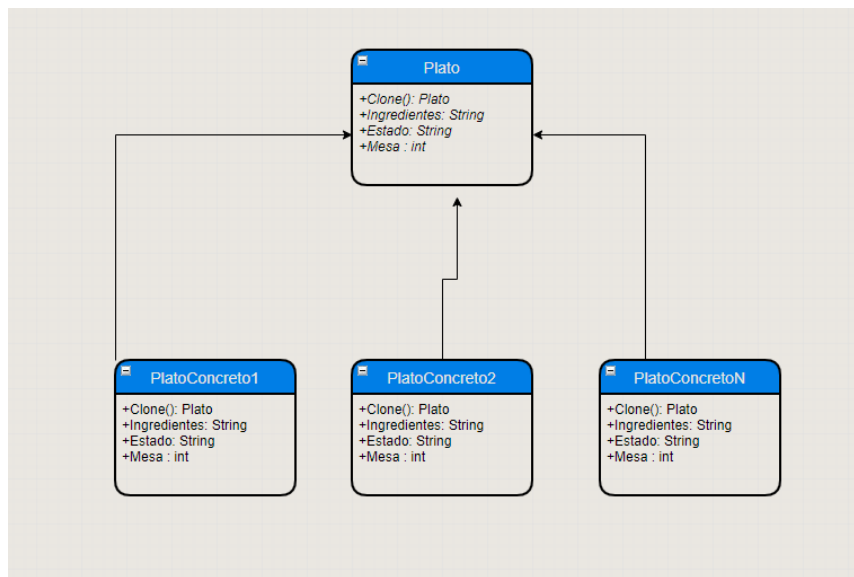 Plato
+Clone(): Plato
+Ingredientes: String
+Estado: String
+Mesa : int
PlatoConcreto1
+Clone(): Plato
+Ingredientes: String
+Estado: String
+Mesa : int
PlatoConcreto2
+Clone(): Plato
+Ingredientes: String
+Estado: String
+Mesa : int
PlatoConcretoN
+Clone(): Plato
+Ingredientes: String
+Estado: String
+Mesa : int